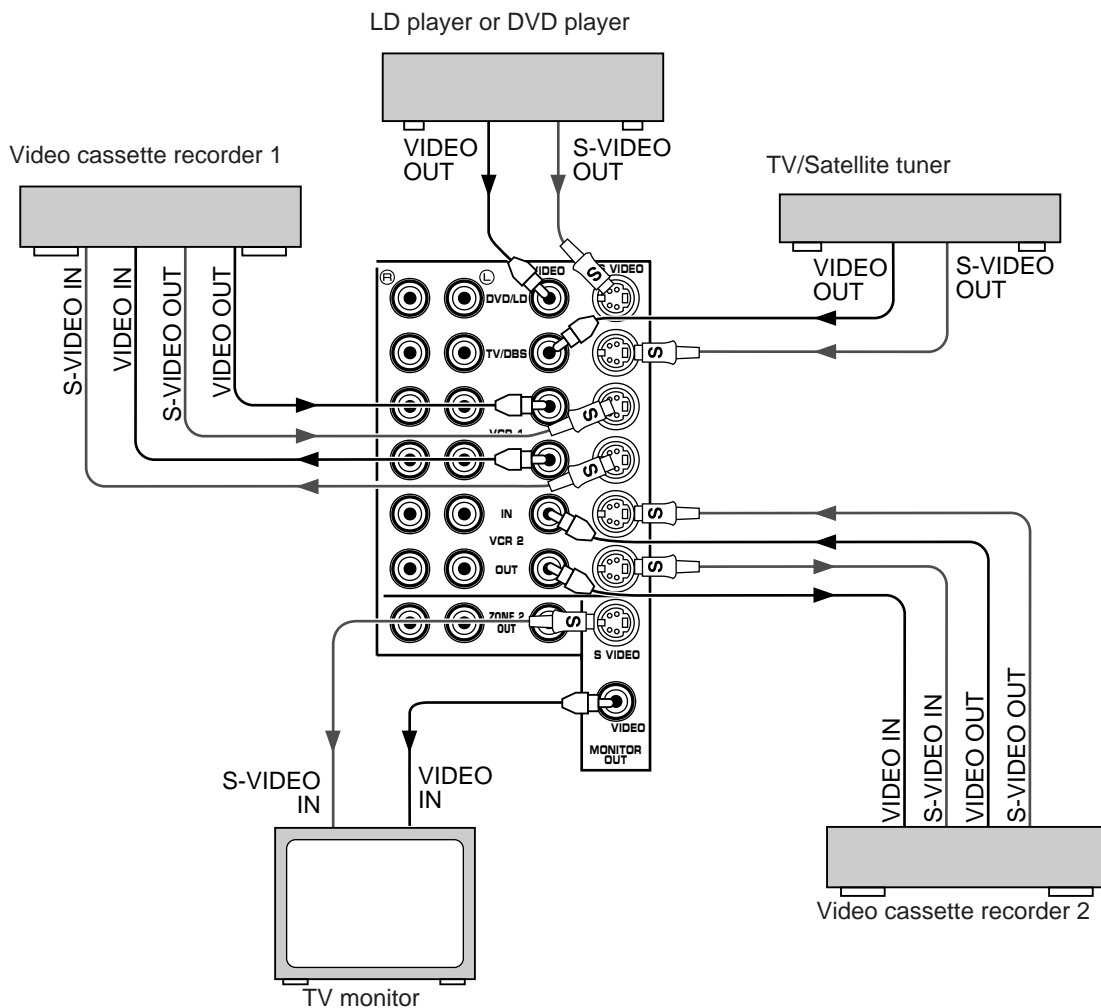 LD player or DVD player
VIDEO
OUT
S-VIDEO
OUT
Video cassette recorder 1
TV/Satellite tuner
S-VIDEO IN
VIDEO IN
S-VIDEO OUT
VIDEO OUT
VIDEO
OUT
S-VIDEO
OUT
R
L
VIDEO
S VIDEO
DVD/LD
S
TV/DBS
S
S
VCR 1
S
IN
S
VCR 2
OUT
S
ZONE 2
OUT
S
S VIDEO
VIDEO
MONITOR
OUT
S-VIDEO
IN
VIDEO
IN
VIDEO IN
S-VIDEO IN
VIDEO OUT
S-VIDEO OUT
Video cassette recorder 2
TV monitor